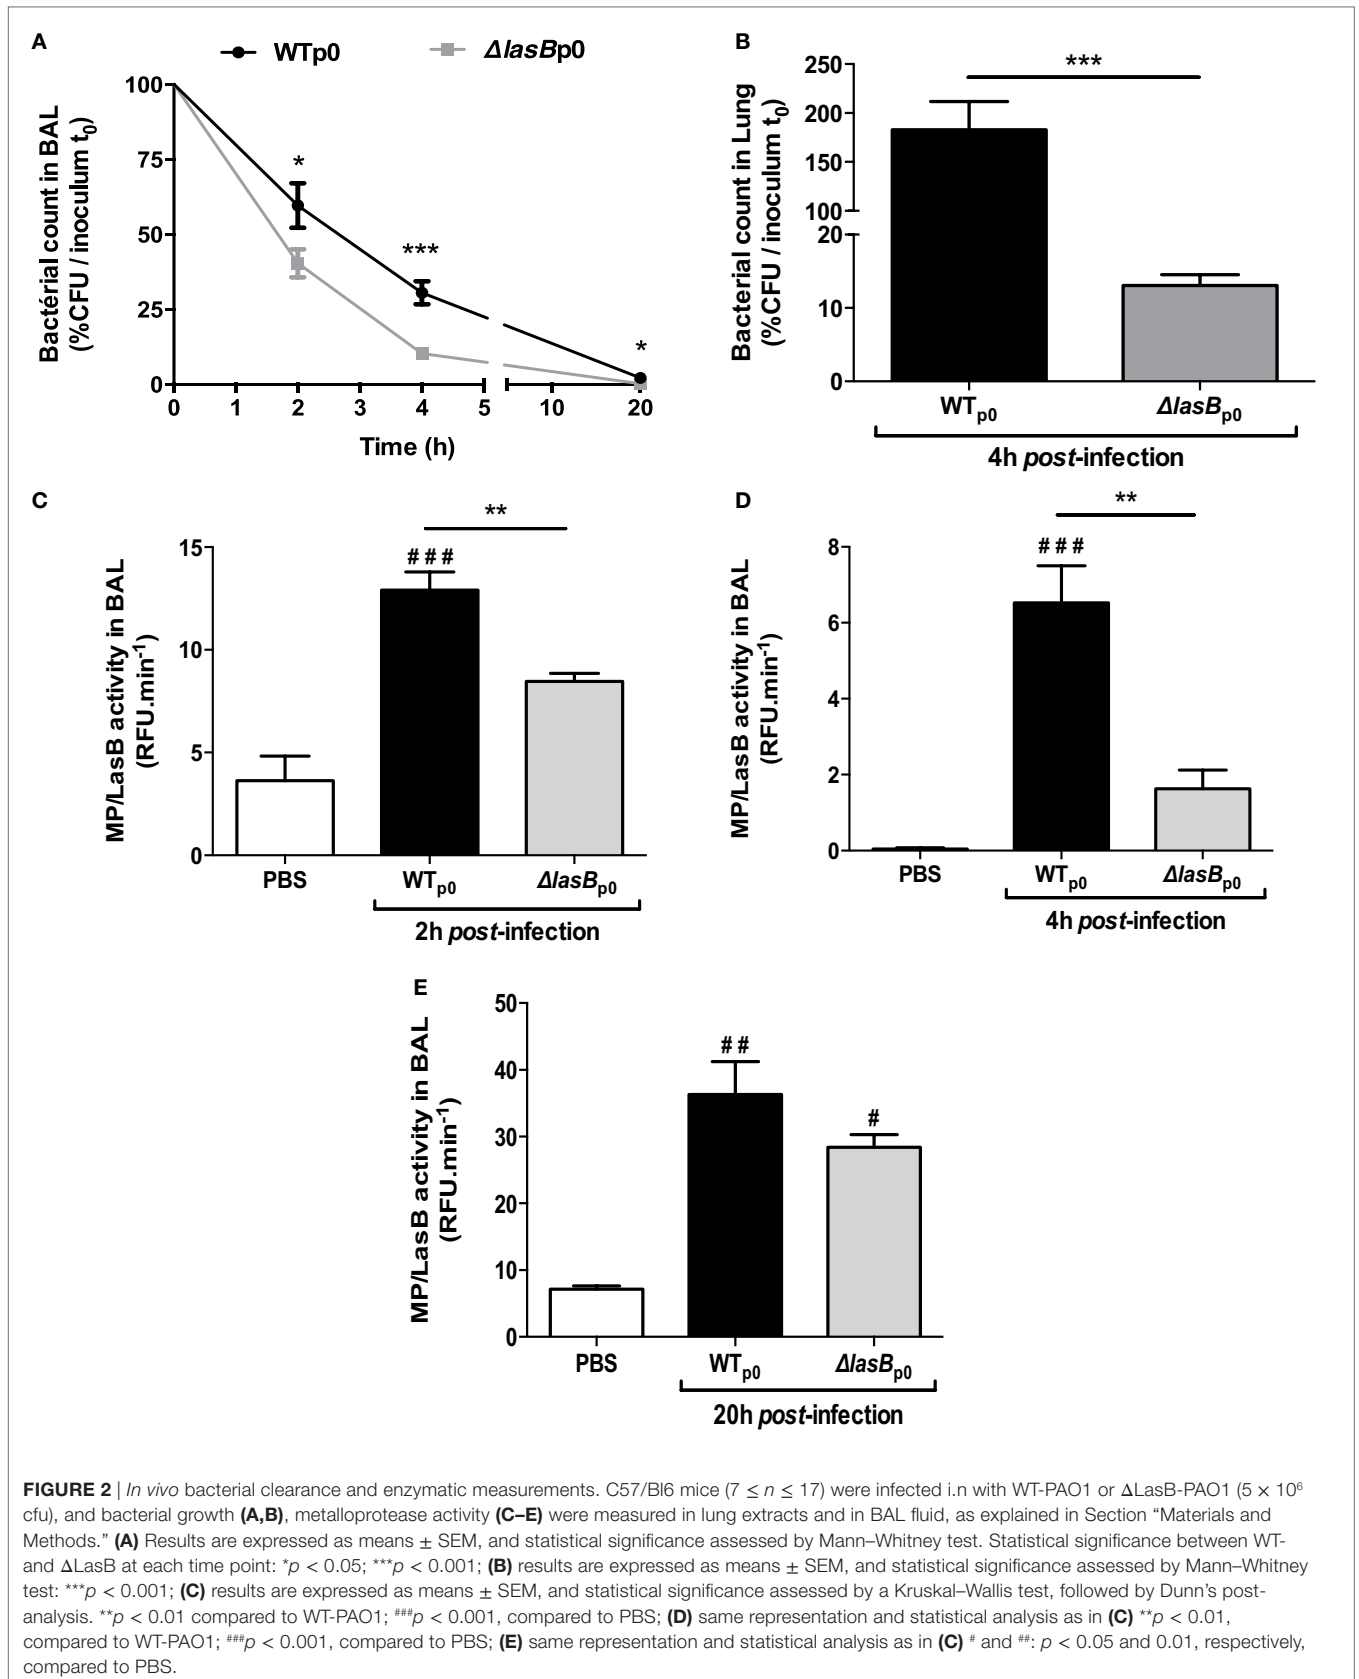 A
WTp0
ΔlasBp0
Bactérial count in BAL
(%CFU / inoculum t0)
100
75
50
25
0
*
***
*
0 1 2 3 4 5 10 20
Time (h)
B
Bacterial count in Lung
(%CFU / inoculum t0)
250
200
150
100
20
10
0
***
WTp0
ΔlasBp0
4h post-infection
C
MP/LasB activity in BAL
(RFU.min-1)
15
10
5
0
**
###
PBS
WTp0
ΔlasBp0
2h post-infection
D
MP/LasB activity in BAL
(RFU.min-1)
8
6
4
2
0
**
###
PBS
WTp0
ΔlasBp0
4h post-infection
E
MP/LasB activity in BAL
(RFU.min-1)
50
40
30
20
10
0
##
#
PBS
WTp0
ΔlasBp0
20h post-infection
FIGURE 2 | In vivo bacterial clearance and enzymatic measurements. C57/Bl6 mice (7 ≤ n ≤ 17) were infected i.n with WT-PAO1 or ΔLasB-PAO1 (5 × 10⁶
cfu), and bacterial growth (A,B), metalloprotease activity (C–E) were measured in lung extracts and in BAL fluid, as explained in Section “Materials and
Methods.” (A) Results are expressed as means ± SEM, and statistical significance assessed by Mann–Whitney test. Statistical significance between WT-
and ΔLasB at each time point: *p < 0.05; ***p < 0.001; (B) results are expressed as means ± SEM, and statistical significance assessed by Mann–Whitney
test: ***p < 0.001; (C) results are expressed as means ± SEM, and statistical significance assessed by a Kruskal–Wallis test, followed by Dunn’s post-
analysis. **p < 0.01 compared to WT-PAO1; ###p < 0.001, compared to PBS; (D) same representation and statistical analysis as in (C) **p < 0.01,
compared to WT-PAO1; ###p < 0.001, compared to PBS; (E) same representation and statistical analysis as in (C) # and ##: p < 0.05 and 0.01, respectively,
compared to PBS.